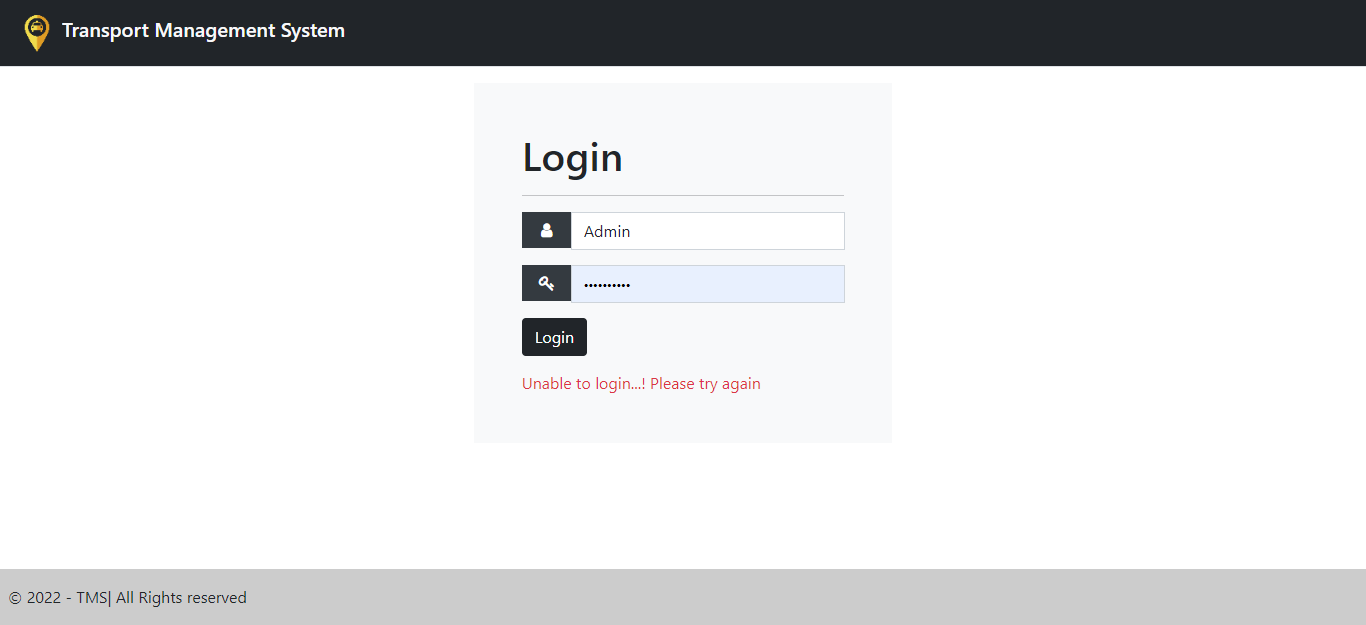 Transport Management System
Login
Admin
••••••••••
Login
Unable to login...! Please try again
© 2022 - TMS| All Rights reserved